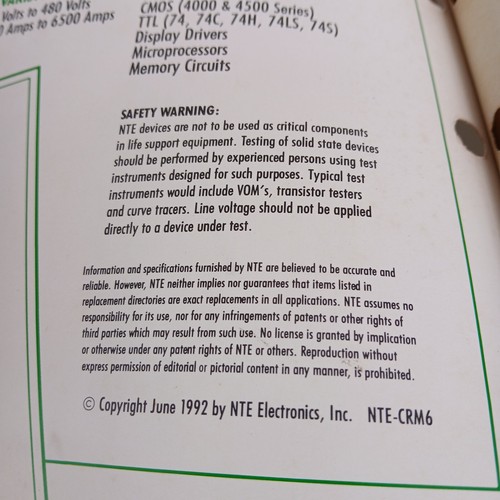 Volts to 480 Volts
Amps to 6500 Amps
CMOS (4000 & 4500 Series)
TTL (74, 74C, 74H, 74LS, 74S)
Display Drivers
Microprocessors
Memory Circuits
SAFETY WARNING:
NTE devices are not to be used as critical components
in life support equipment. Testing of solid state devices
should be performed by experienced persons using test
instruments designed for such purposes. Typical test
instruments would include VOM's, transistor testers
and curve tracers. Line voltage should not be applied
directly to a device under test.
Information and specifications furnished by NTE are believed to be accurate and
reliable. However, NTE neither implies nor guarantees that items listed in
replacement directories are exact replacements in all applications. NTE assumes no
responsibility for its use, nor for any infringements of patents or other rights of
third parties which may result from such use. No license is granted by implication
or otherwise under any patent rights of NTE or others. Reproduction without
express permission of editorial or pictorial content in any manner, is prohibited.
© Copyright June 1992 by NTE Electronics, Inc. NTE-CRM6